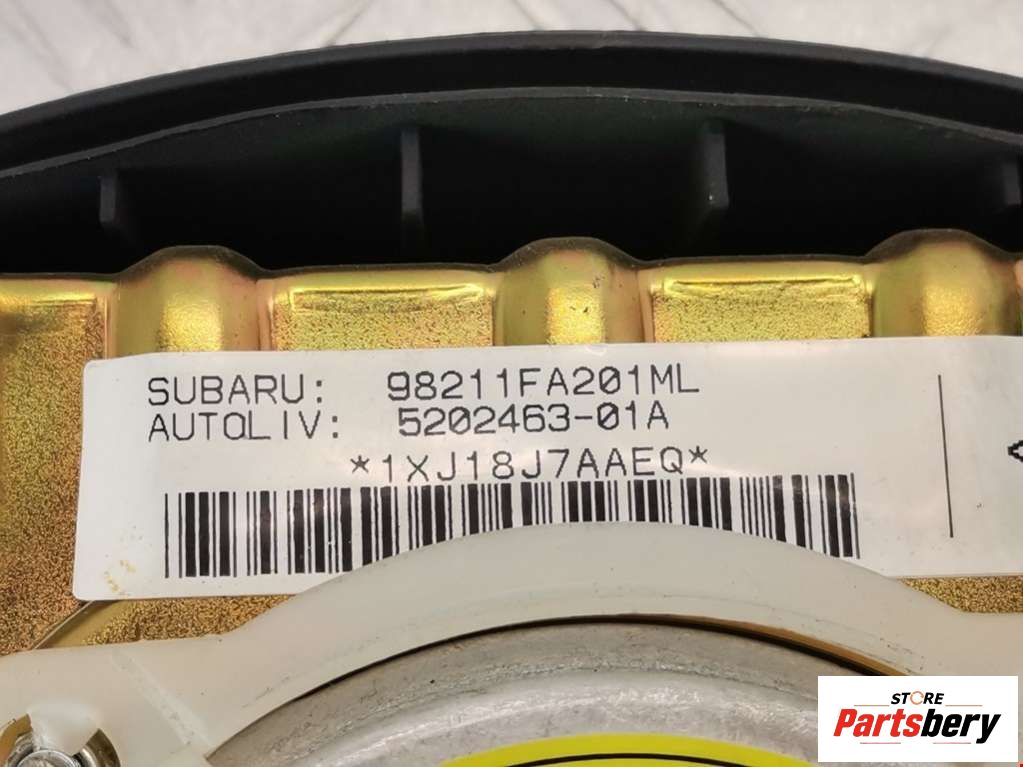 SUBARU: 98211FA201ML
AUTOLIV: 5202463-01A
*1XJ18J7AAEQ*
STORE
Partsbery